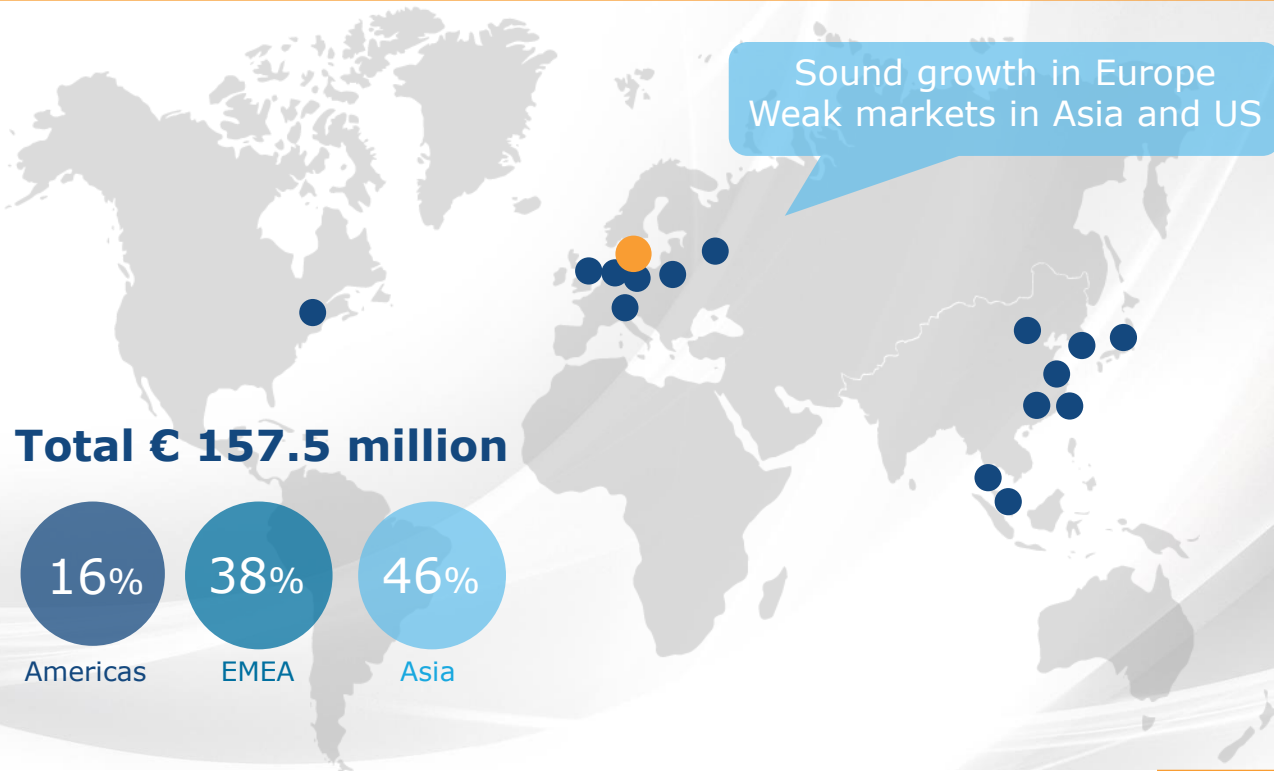 Sound growth in Europe
Weak markets in Asia and US
Total € 157.5 million
16%
38%
46%
Americas
EMEA
Asia